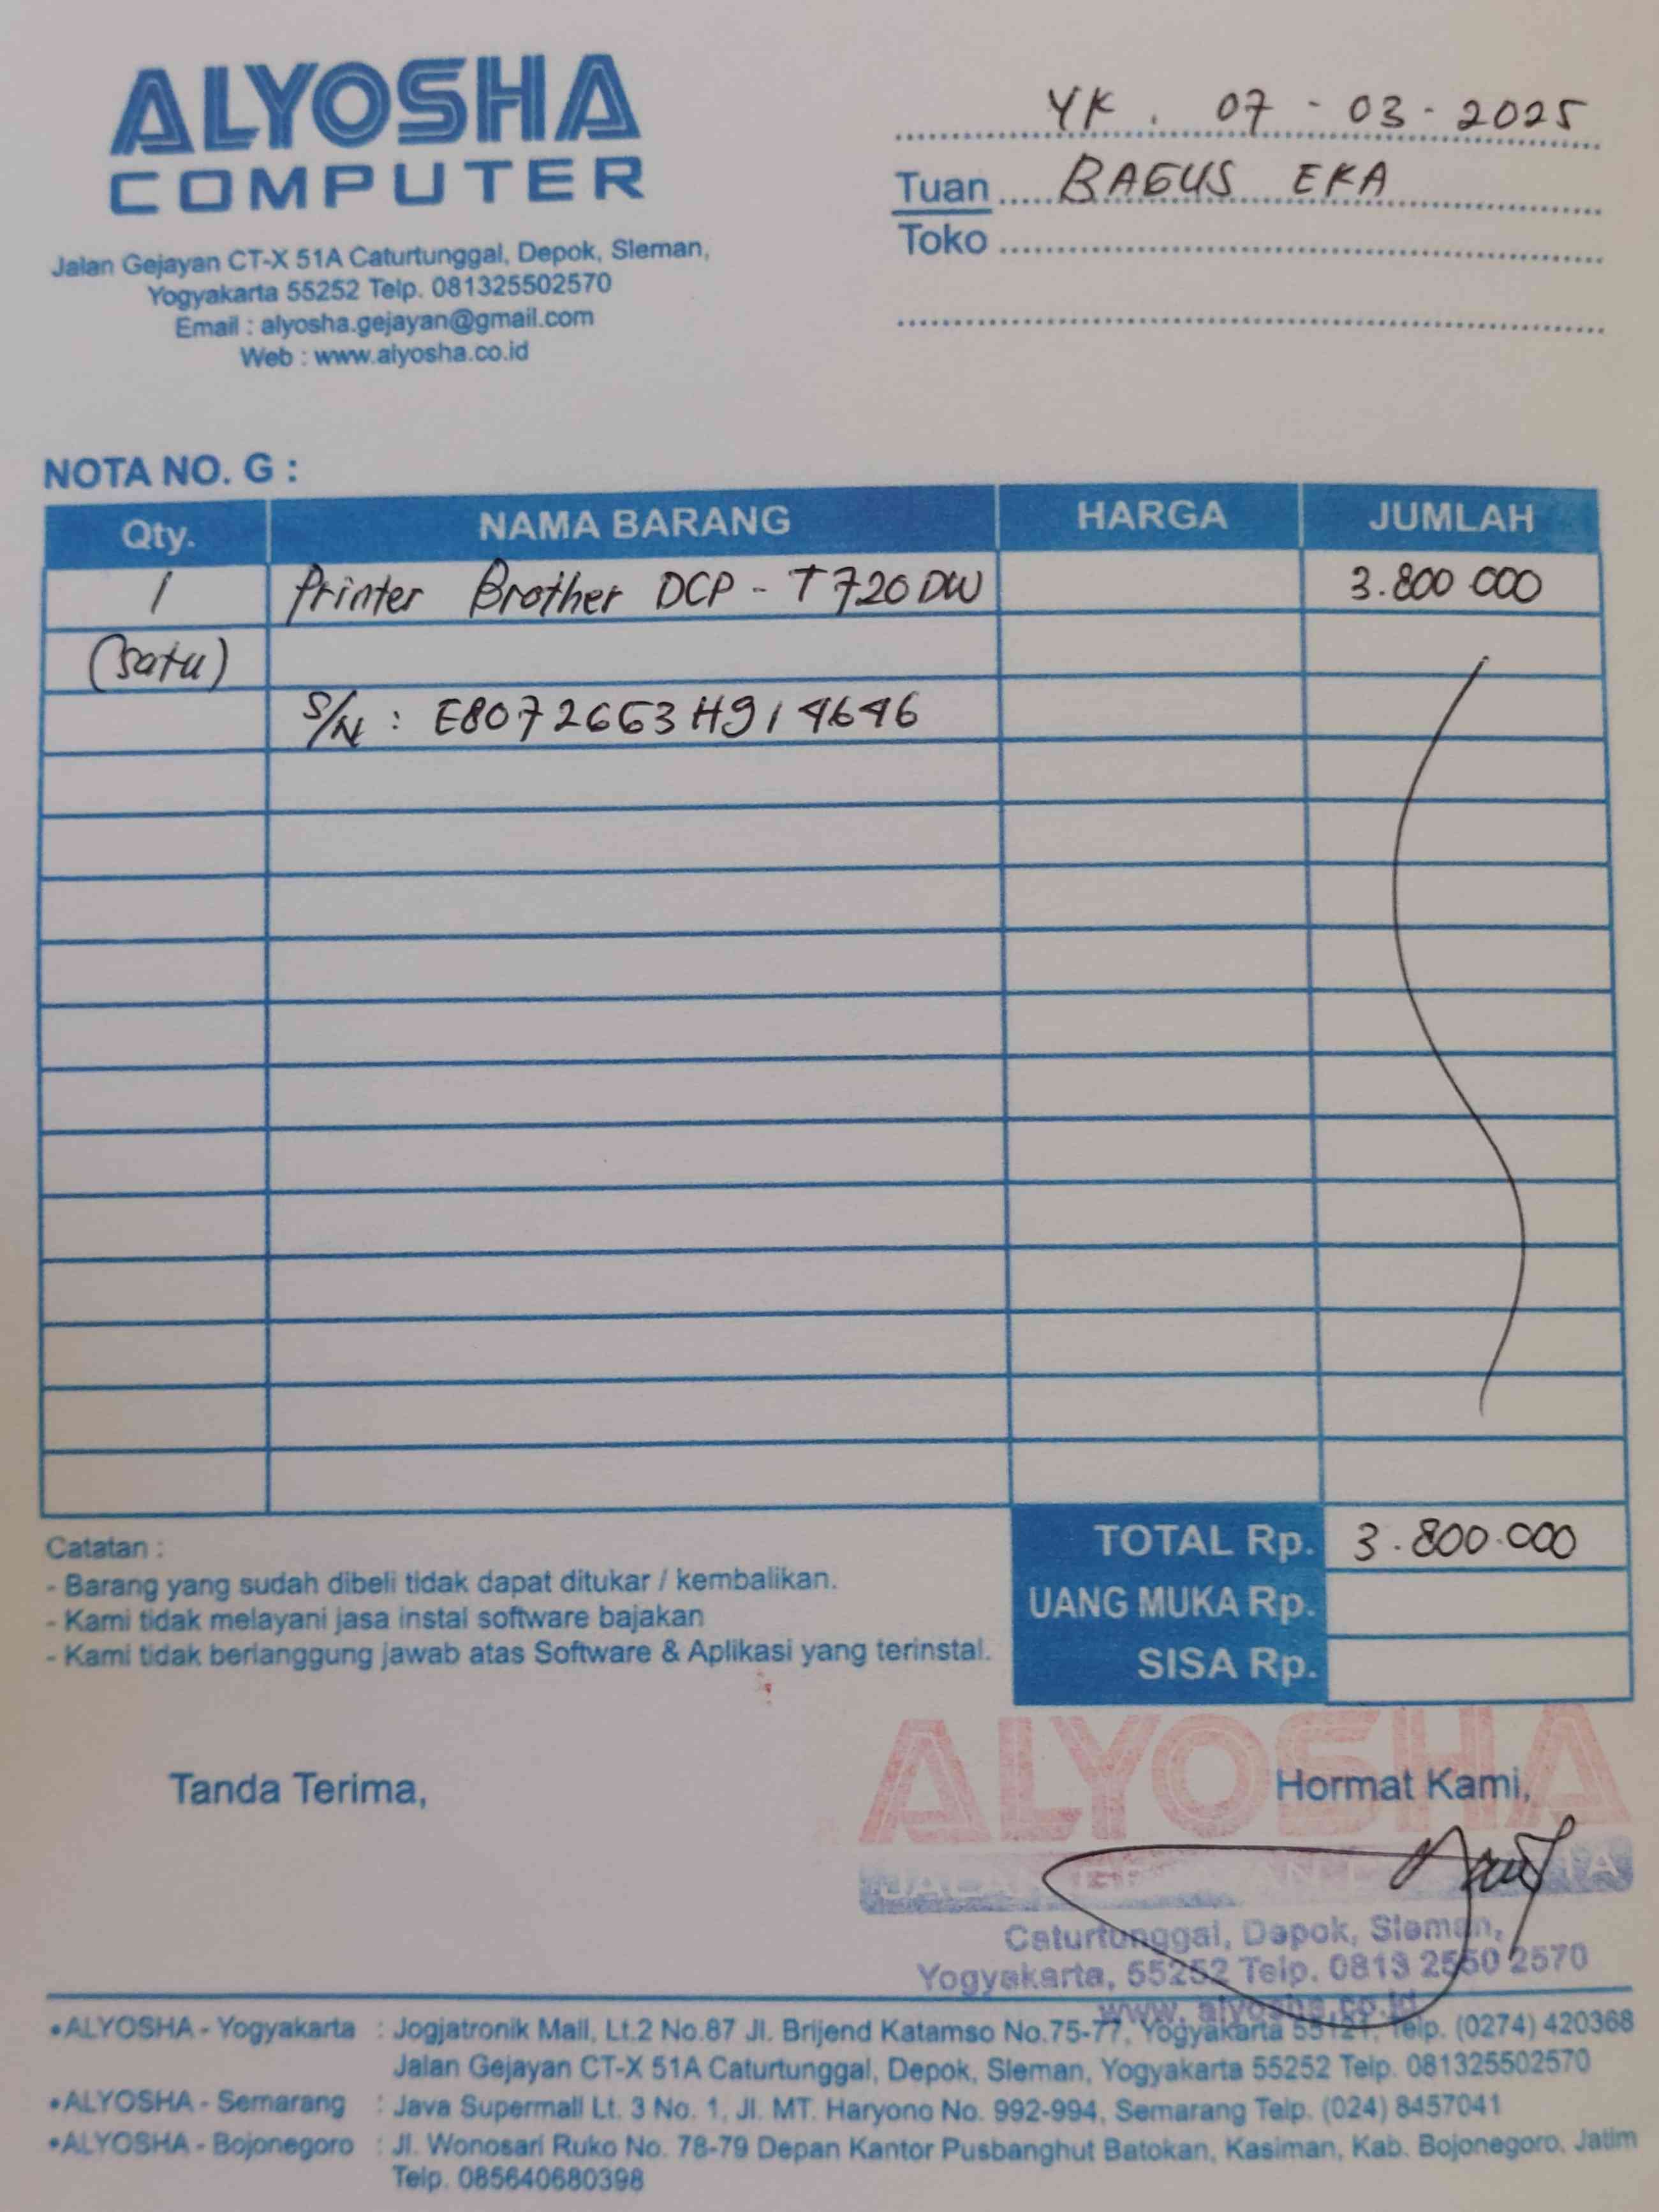 ALYOSHA
COMPUTER
Jalan Gejayan CT-X 51A Caturtunggal, Depok, Sleman,
Yogyakarta 55252 Telp. 081325502570
Email : alyosha.gejayan@gmail.com
Web : www.alyosha.co.id
YK . 07 - 03 - 2025
Tuan BAGUS EKA
Toko
NOTA NO. G :
Qty. NAMA BARANG HARGA JUMLAH
1 Printer Brother DCP - T720DW 3.800.000
(satu)
S/N : E80726G3H914646
TOTAL Rp. 3.800.000
UANG MUKA Rp.
SISA Rp.
Catatan :
- Barang yang sudah dibeli tidak dapat ditukar / kembalikan.
- Kami tidak melayani jasa instal software bajakan
- Kami tidak berlanggung jawab atas Software & Aplikasi yang terinstal.
Tanda Terima,
Hormat Kami,
ALYOSHA
Caturtunggal, Depok, Sleman,
Yogyakarta, 55252 Telp. 0813 2550 2570
www. alyosha.co.id
•ALYOSHA - Yogyakarta : Jogjatronik Mall, Lt.2 No.87 Jl. Brijend Katamso No.75-77, Yogyakarta 55121, Telp. (0274) 420368
Jalan Gejayan CT-X 51A Caturtunggal, Depok, Sleman, Yogyakarta 55252 Telp. 081325502570
•ALYOSHA - Semarang : Java Supermall Lt. 3 No. 1, Jl. MT. Haryono No. 992-994, Semarang Telp. (024) 8457041
•ALYOSHA - Bojonegoro : Jl. Wonosari Ruko No. 78-79 Depan Kantor Pusbanghut Batokan, Kasiman, Kab. Bojonegoro, Jatim
Telp. 085640680398